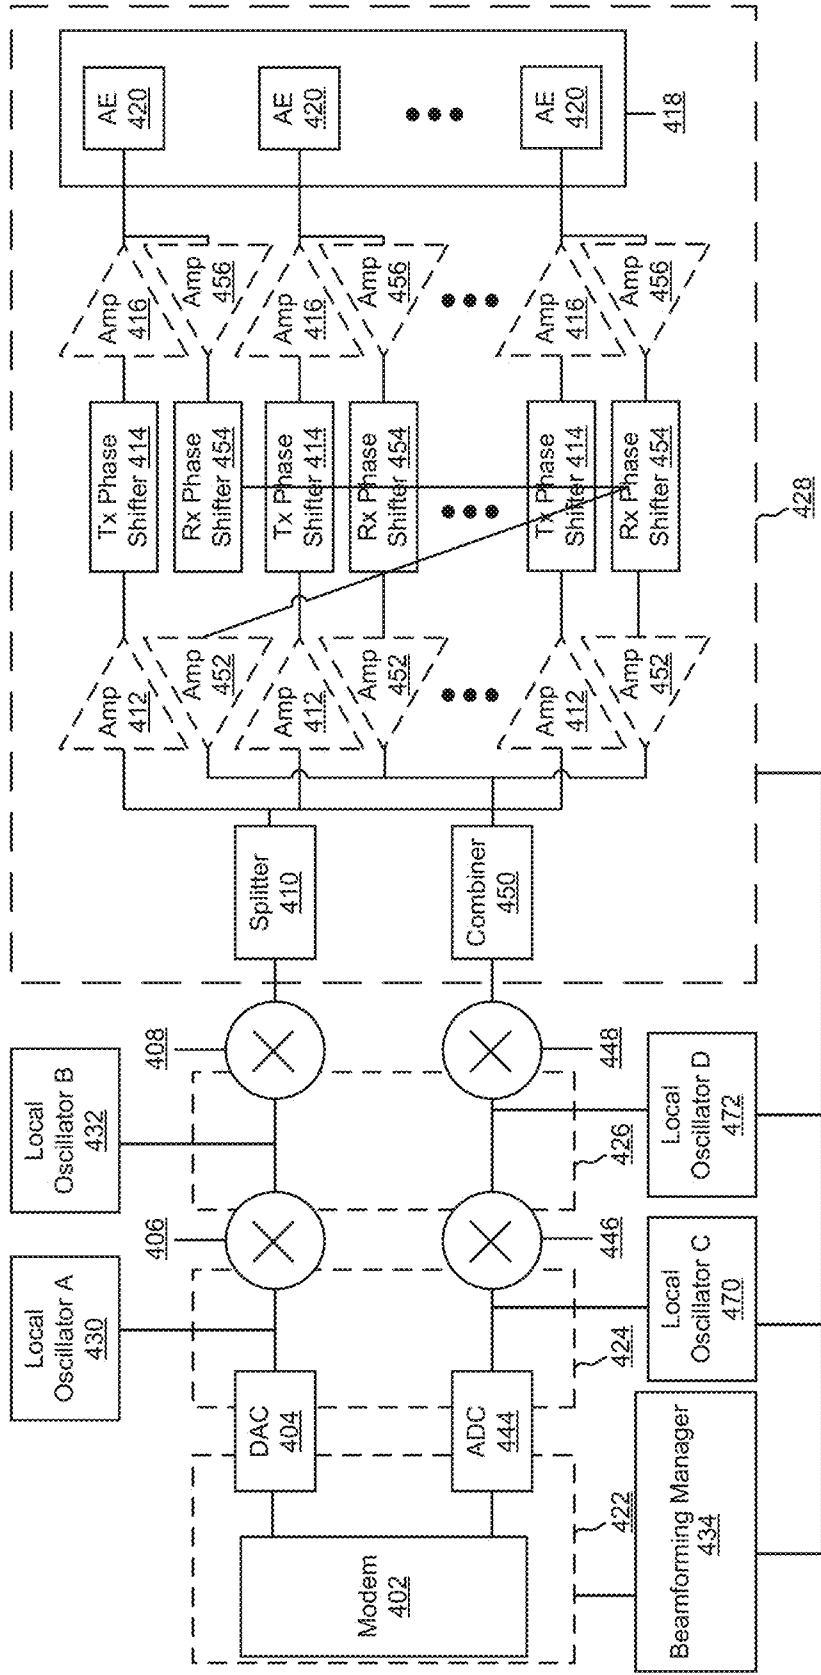 Local
Oscillator A
430
Local
Oscillator B
432
406
408
Modem
402
DAC
404
ADC
444
Splitter
410
Combiner
450
446
448
422
424
426
Beamforming Manager
434
Local
Oscillator C
470
Local
Oscillator D
472
428
Amp
412
Amp
452
Amp
412
Amp
452
Amp
412
Amp
452
Tx Phase
Shifter 414
Rx Phase
Shifter 454
Tx Phase
Shifter 414
Rx Phase
Shifter 454
Tx Phase
Shifter 414
Rx Phase
Shifter 454
Amp
416
Amp
456
Amp
416
Amp
456
Amp
416
Amp
456
AE
420
AE
420
AE
420
418